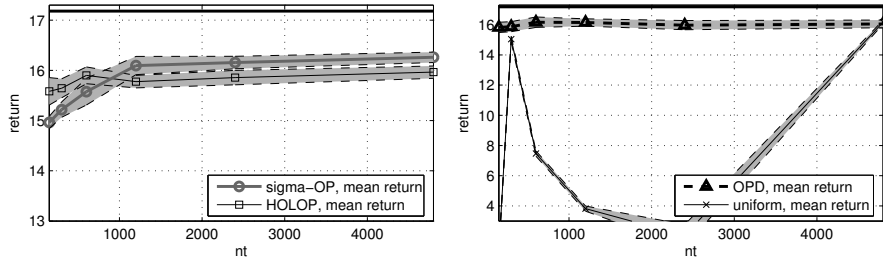 17
16
15
14
13
return
1000 2000 3000 4000
nt
sigma−OP, mean return
HOLOP, mean return
16
14
12
10
8
6
4
return
1000 2000 3000 4000
nt
OPD, mean return
uniform, mean return